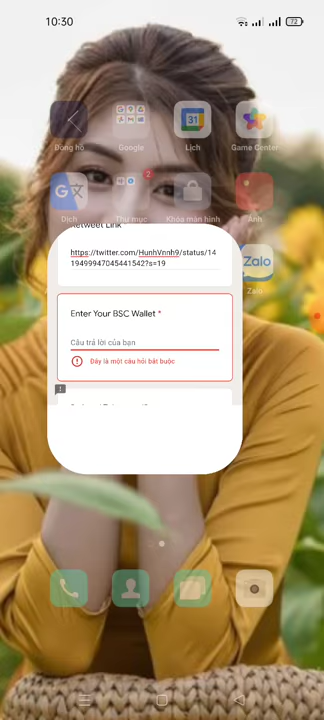 10:30
72
31
Đồng hồ
Google
Lịch
Game Center
2
Dịch
Thư mục
Khóa màn hình
Ảnh
Retweet Link
https://twitter.com/HunhVnnh9/status/14
19499947045441542?s=19
Zalo
Zalo
Enter Your BSC Wallet *
Câu trả lời của bạn
Đây là một câu hỏi bắt buộc